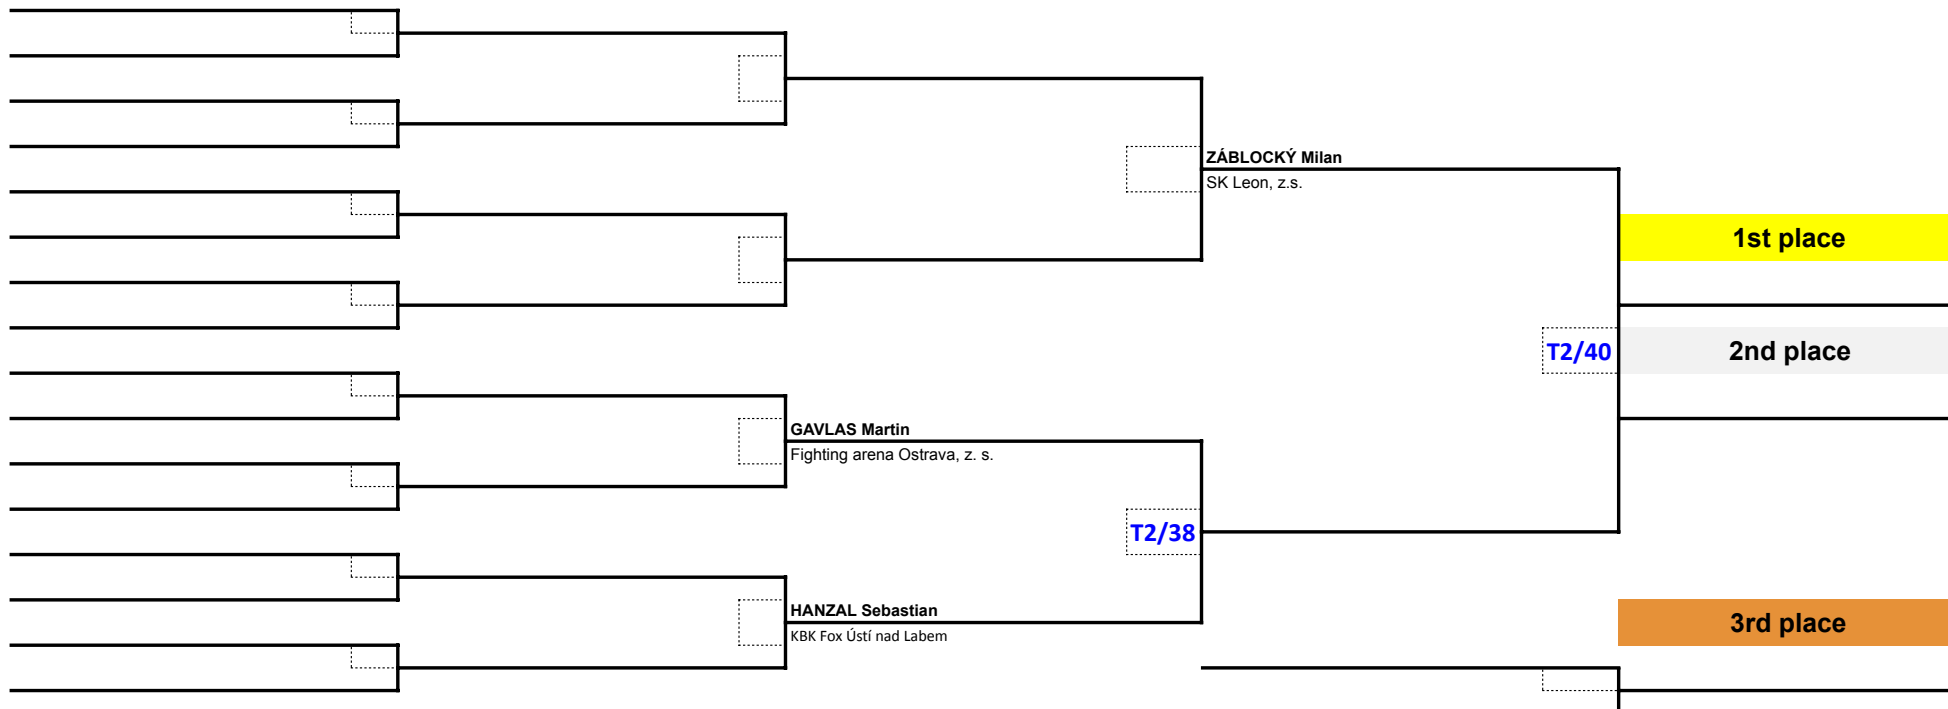 ZÁBLOCKÝ Milan
SK Leon, z.s.
1st place
T2/40
2nd place
GAVLAS Martin
Fighting arena Ostrava, z. s.
T2/38
HANZAL Sebastian
KBK Fox Ústí nad Labem
3rd place